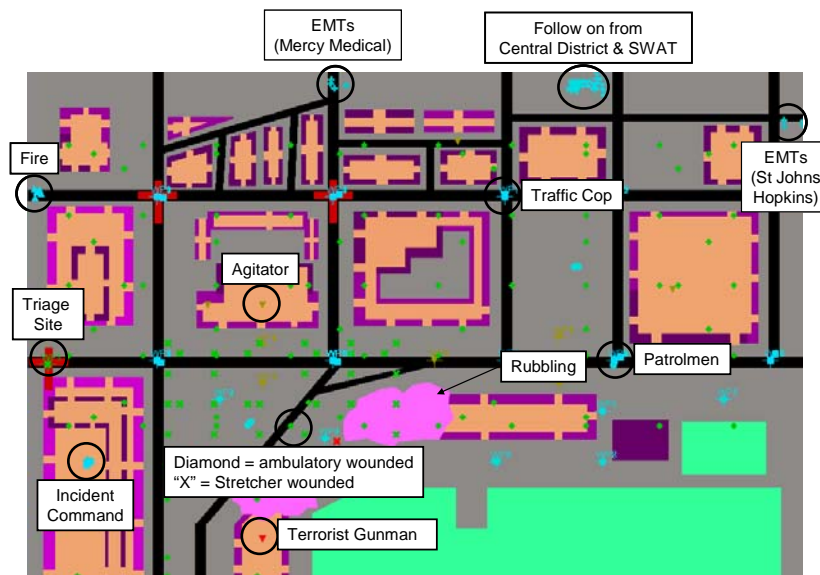 EMTs
(Mercy Medical)
Follow on from
Central District & SWAT
Fire
EMTs
(St Johns
Hopkins)
Traffic Cop
Agitator
Triage
Site
Rubbling
Patrolmen
Diamond = ambulatory wounded
“X” = Stretcher wounded
Incident
Command
Terrorist Gunman